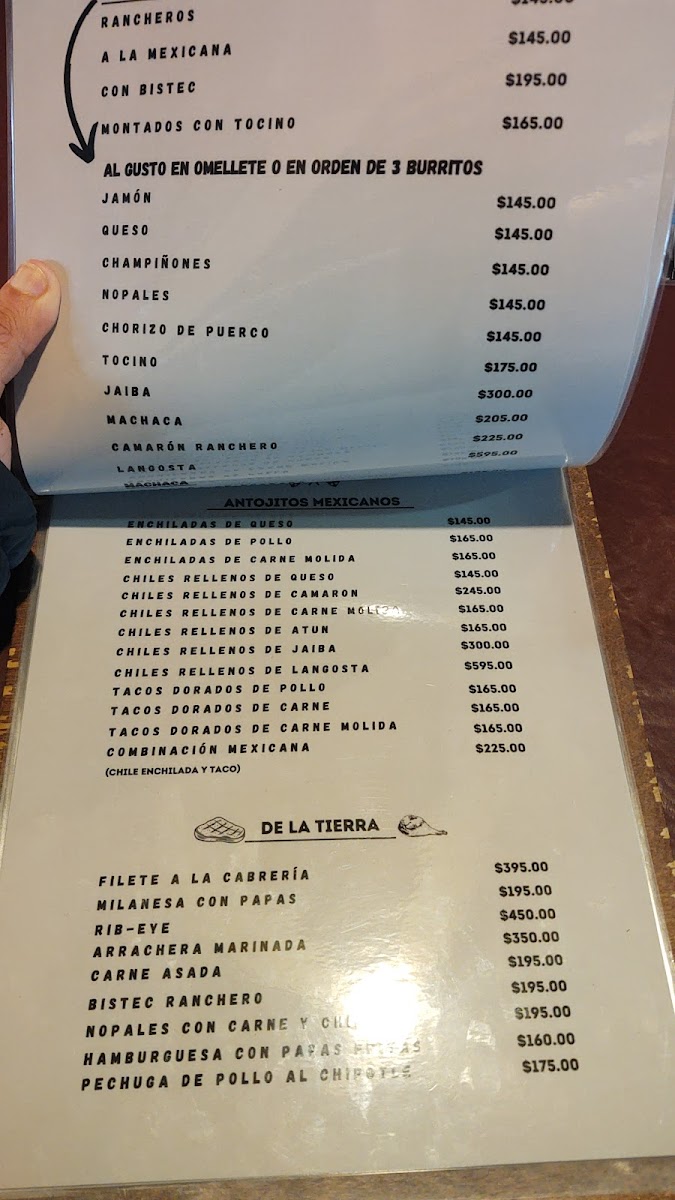 $145.00
RANCHEROS
A LA MEXICANA $145.00
CON BISTEC $195.00
MONTADOS CON TOCINO $165.00
AL GUSTO EN OMELLETE O EN ORDEN DE 3 BURRITOS
JAMÓN $145.00
QUESO $145.00
CHAMPIÑONES $145.00
NOPALES $145.00
CHORIZO DE PUERCO $145.00
TOCINO $175.00
JAIBA $300.00
MACHACA $205.00
CAMARÓN RANCHERO $225.00
LANGOSTA $595.00
MACHACA
ANTOJITOS MEXICANOS
ENCHILADAS DE QUESO $145.00
ENCHILADAS DE POLLO $165.00
ENCHILADAS DE CARNE MOLIDA $165.00
CHILES RELLENOS DE QUESO $145.00
CHILES RELLENOS DE CAMARON $245.00
CHILES RELLENOS DE CARNE MOLIDA $165.00
CHILES RELLENOS DE ATUN $165.00
CHILES RELLENOS DE JAIBA $300.00
CHILES RELLENOS DE LANGOSTA $595.00
TACOS DORADOS DE POLLO $165.00
TACOS DORADOS DE CARNE $165.00
TACOS DORADOS DE CARNE MOLIDA $165.00
COMBINACIÓN MEXICANA $225.00
(CHILE ENCHILADA Y TACO)
DE LA TIERRA
FILETE A LA CABRERÍA $395.00
MILANESA CON PAPAS $195.00
RIB-EYE $450.00
ARRACHERA MARINADA $350.00
CARNE ASADA $195.00
BISTEC RANCHERO $195.00
NOPALES CON CARNE Y $195.00
HAMBURGUESA CON PAPAS FRITAS $160.00
PECHUGA DE POLLO AL CHIPOTLE $175.00